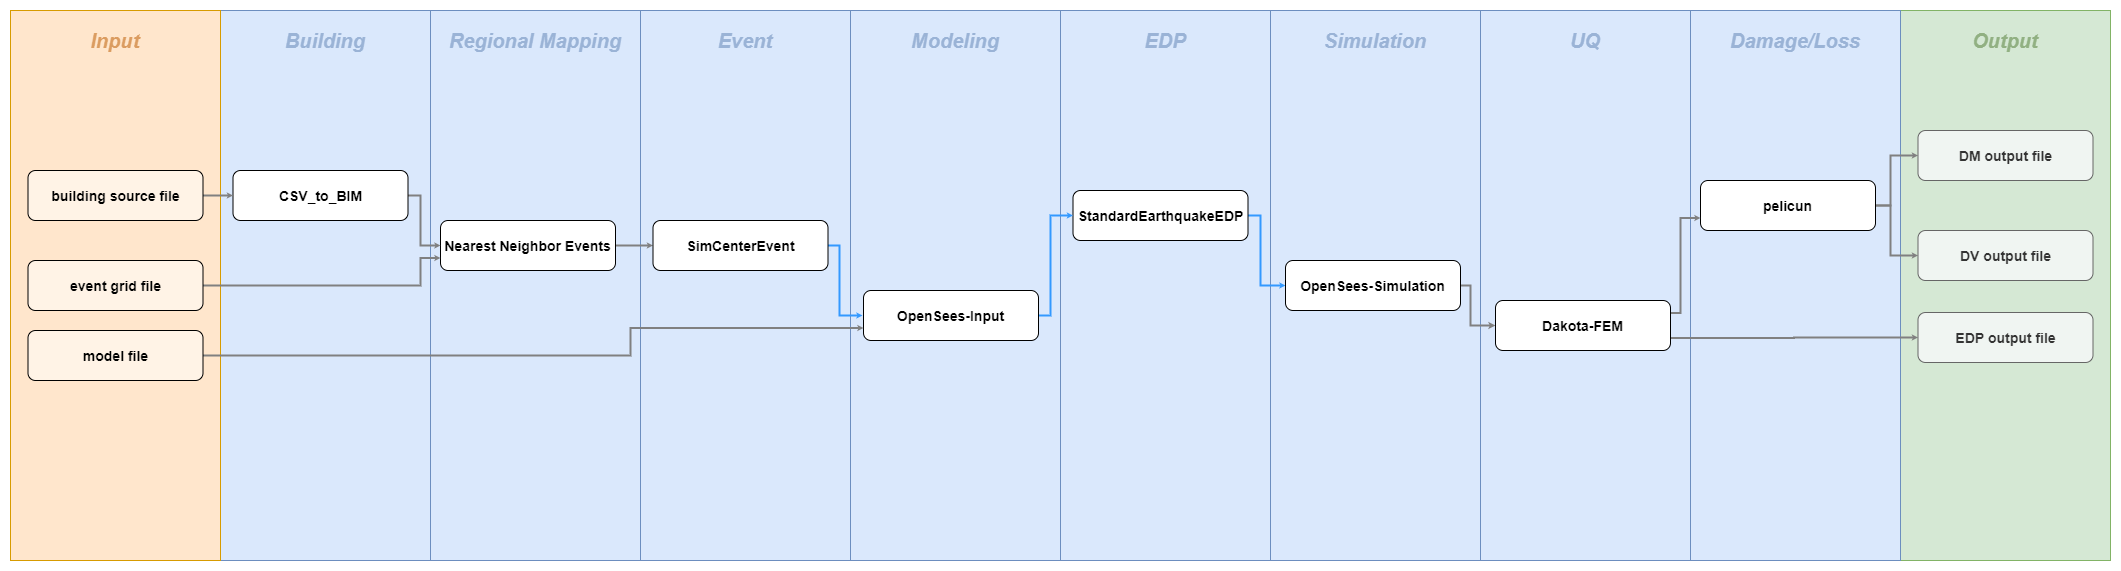 Input
Building
Regional Mapping
Event
Modeling
EDP
Simulation
UQ
Damage/Loss
Output
building source file
event grid file
model file
CSV_to_BIM
Nearest Neighbor Events
SimCenterEvent
OpenSees-Input
StandardEarthquakeEDP
OpenSees-Simulation
Dakota-FEM
pelicun
DM output file
DV output file
EDP output file